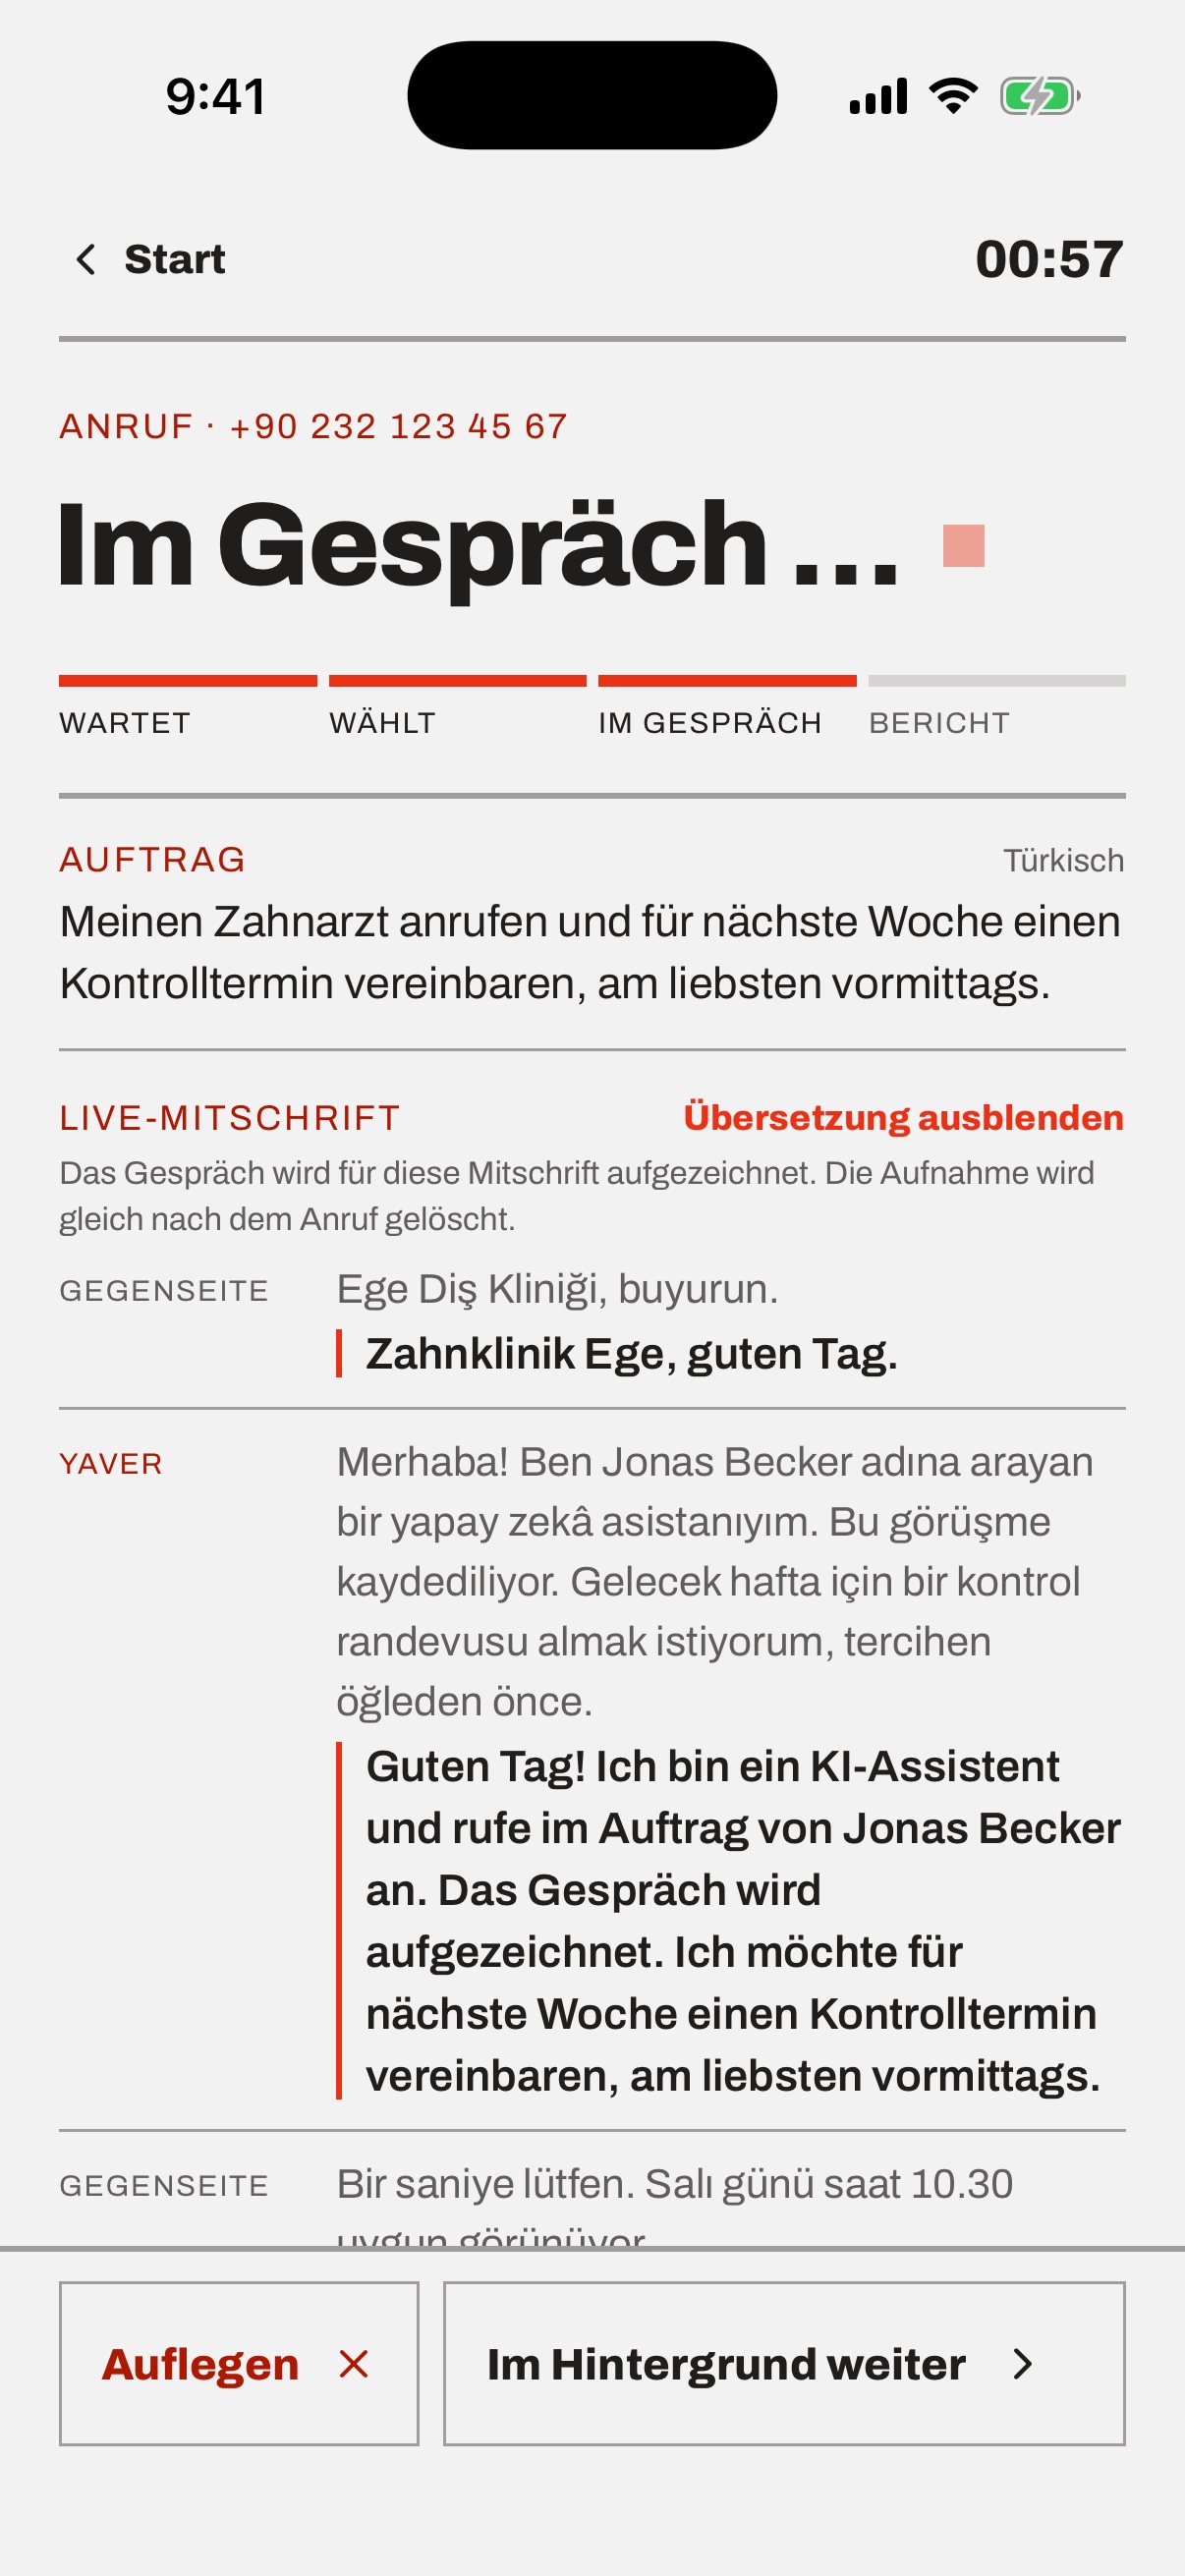 9:41
Start
00:57
ANRUF · +90 232 123 45 67
Im Gespräch ...
WARTET
WÄHLT
IM GESPRÄCH
BERICHT
AUFTRAG
Türkisch
Meinen Zahnarzt anrufen und für nächste Woche einen
Kontrolltermin vereinbaren, am liebsten vormittags.
LIVE-MITSCHRIFT
Übersetzung ausblenden
Das Gespräch wird für diese Mitschrift aufgezeichnet. Die Aufnahme wird
gleich nach dem Anruf gelöscht.
GEGENSEITE
Ege Diş Kliniği, buyurun.
Zahnklinik Ege, guten Tag.
YAVER
Merhaba! Ben Jonas Becker adına arayan
bir yapay zekâ asistanıyım. Bu görüşme
kaydediliyor. Gelecek hafta için bir kontrol
randevusu almak istiyorum, tercihen
öğleden önce.
Guten Tag! Ich bin ein KI-Assistent
und rufe im Auftrag von Jonas Becker
an. Das Gespräch wird
aufgezeichnet. Ich möchte für
nächste Woche einen Kontrolltermin
vereinbaren, am liebsten vormittags.
GEGENSEITE
Bir saniye lütfen. Salı günü saat 10.30
uygun görünüyor.
Auflegen
Im Hintergrund weiter